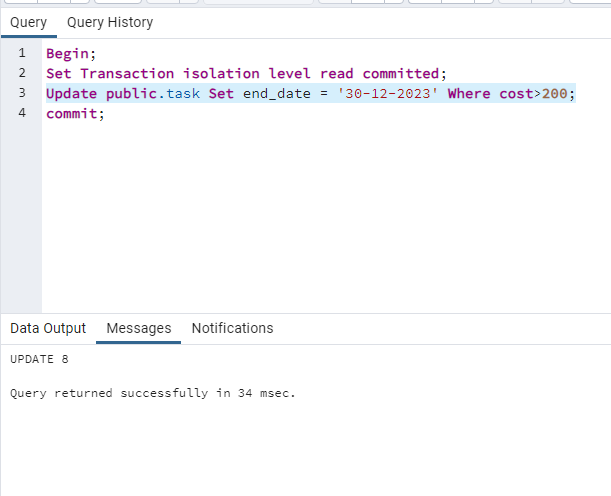 Query Query History
1 Begin;
2 Set Transaction isolation level read committed;
3 Update public.task Set end_date = '30-12-2023' Where cost>200;
4 commit;
Data Output Messages Notifications
UPDATE 8
Query returned successfully in 34 msec.